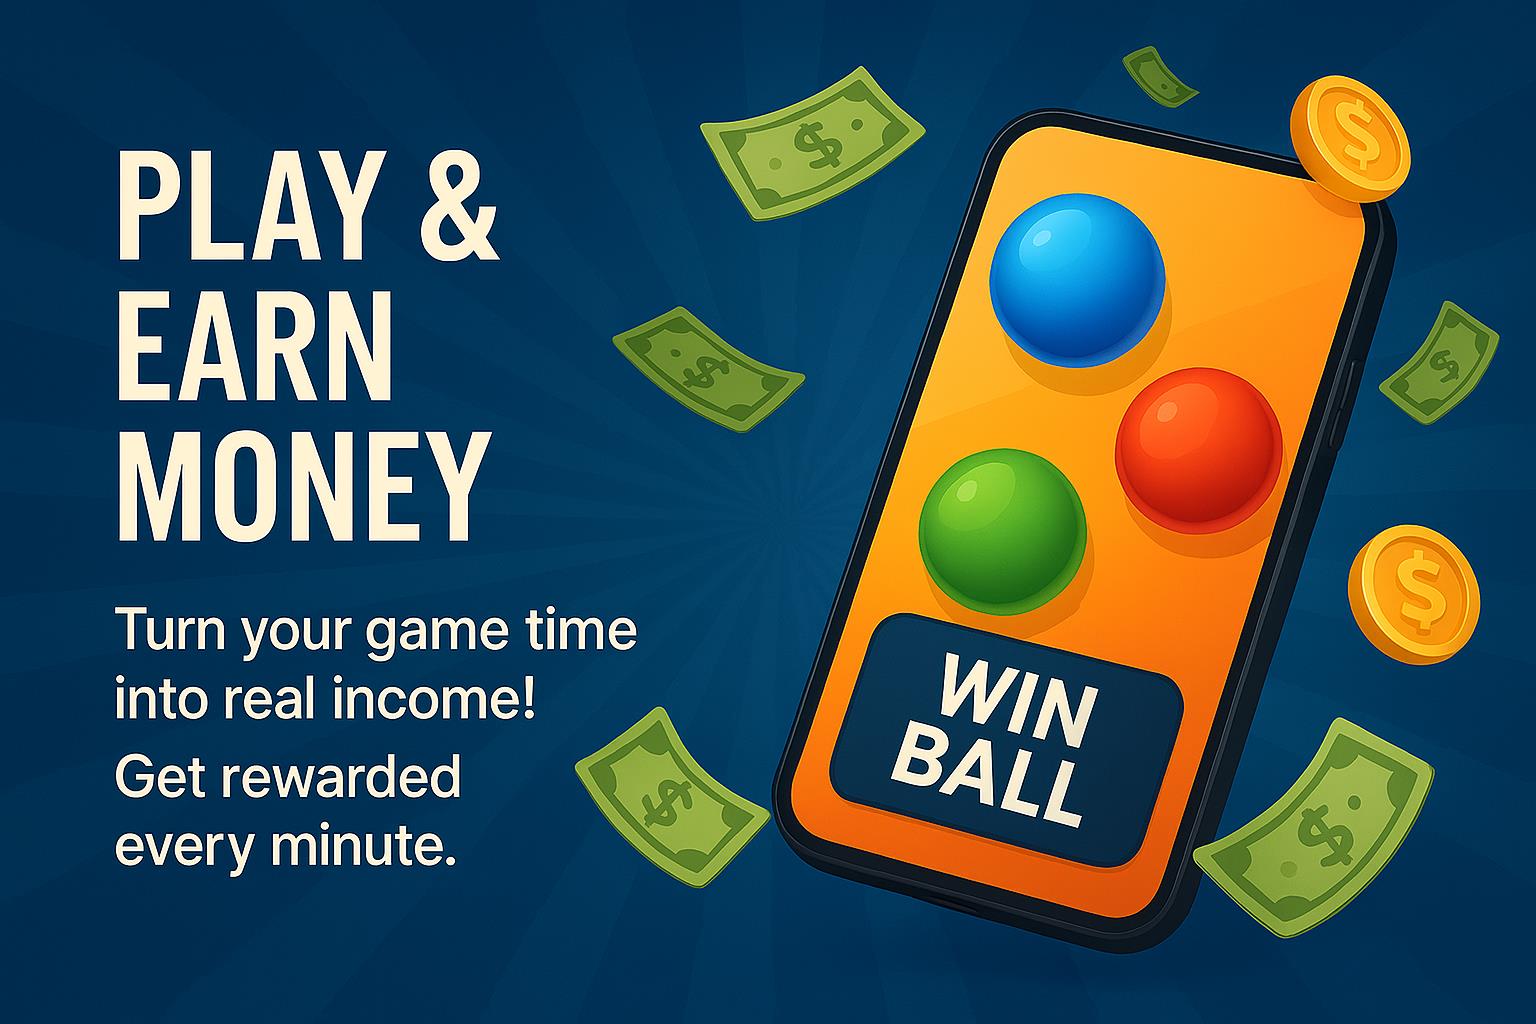 PLAY &
EARN
MONEY
Turn your game time
into real income!
Get rewarded
every minute.
WIN
BALL